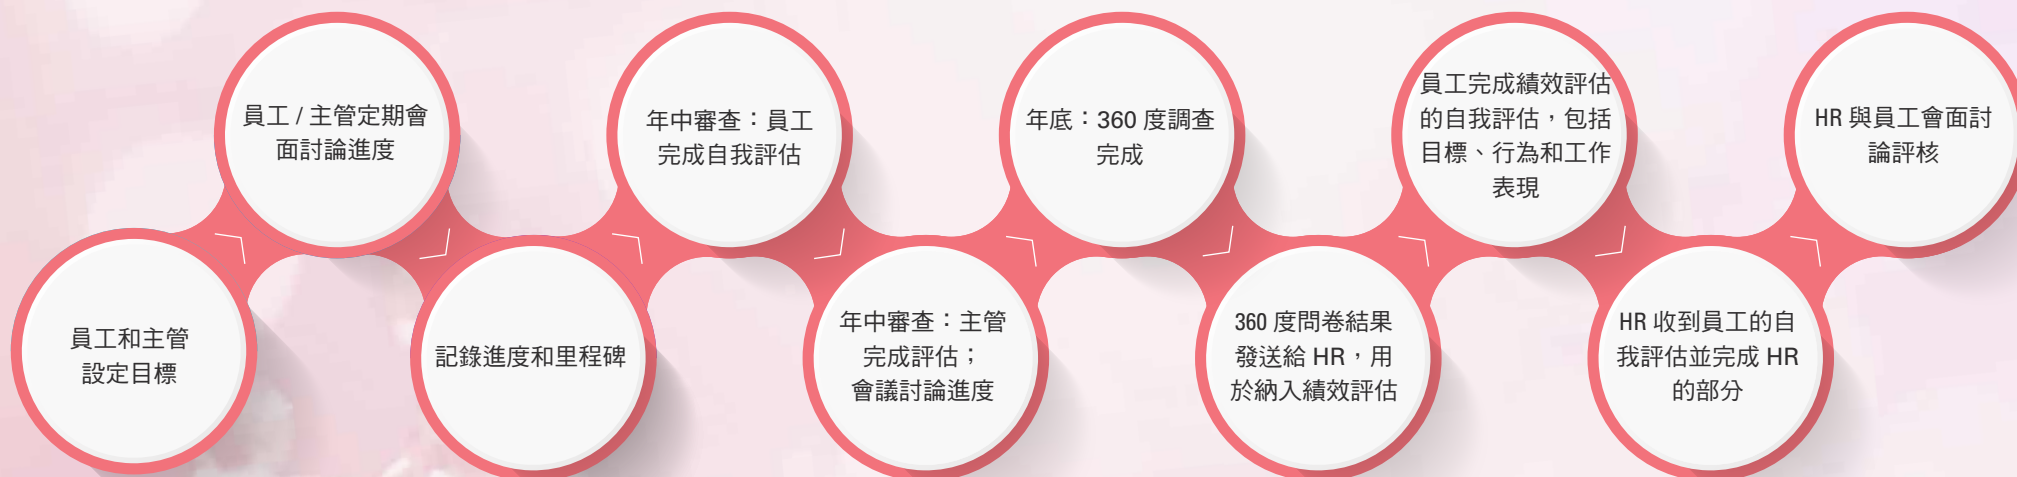 員工和主管
設定目標
員工 / 主管定期會
面討論進度
記錄進度和里程碑
年中審查：員工
完成自我評估
年中審查：主管
完成評估；
會議討論進度
年底：360 度調查
完成
360 度問卷結果
發送給 HR，用
於納入績效評估
員工完成績效評估
的自我評估，包括
目標、行為和工作
表現
HR 收到員工的自
我評估並完成 HR
的部分
HR 與員工會面討
論評核